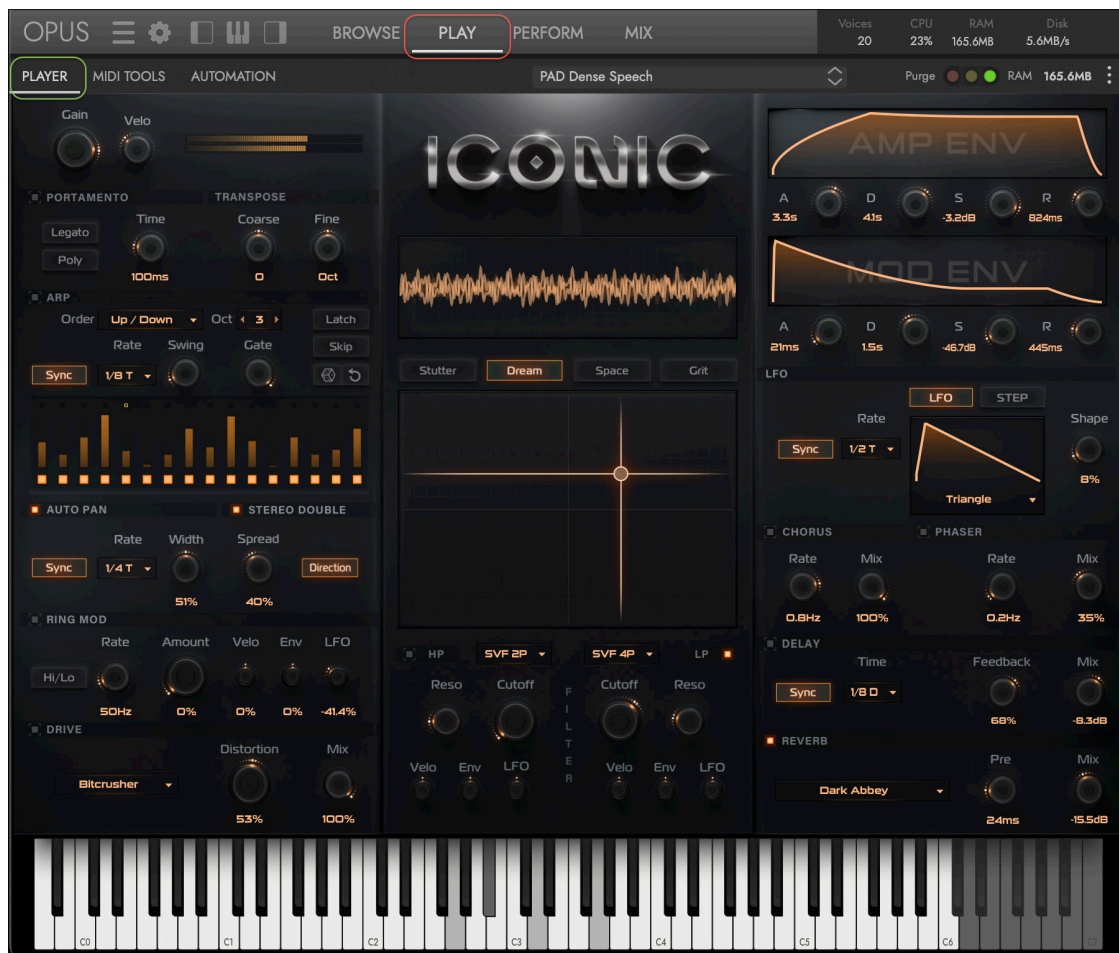 OPUS BROWSE PLAY PERFORM MIX
Voices CPU RAM Disk
20 23% 165.6MB 5.6MB/s
PLAYER MIDI TOOLS AUTOMATION PAD Dense Speech Purge RAM 165.6MB
Gain Velo
PORTAMENTO TRANSPOSE
Legato
Poly
Time Coarse Fine
100ms 0 Oct
ARP
Order Up / Down Oct 3 Latch
Rate Swing Gate Skip
Sync 1/8 T
AUTO PAN STEREO DOUBLE
Rate Width Spread
Sync 1/4 T Direction
51% 40%
RING MOD
Rate Amount Velo Env LFO
Hi/Lo
50Hz 0% 0% 0% -41.4%
DRIVE
Distortion Mix
Bitcrusher
53% 100%
ICONIC
Stutter Dream Space Grit
HP SVF 2P SVF 4P LP
Reso Cutoff Cutoff Reso
FILTER
Velo Env LFO Velo Env LFO
AMP ENV
A D S R
3.3s 4.1s -3.2dB 824ms
MOD ENV
A D S R
21ms 1.5s -46.7dB 445ms
LFO
LFO STEP
Rate Shape
Sync 1/2 T
8%
Triangle
CHORUS PHASER
Rate Mix Rate Mix
0.8Hz 100% 0.2Hz 35%
DELAY
Time Feedback Mix
Sync 1/8 D
68% -8.3dB
REVERB
Pre Mix
Dark Abbey
24ms -15.5dB
C0 C1 C2 C3 C4 C5 C6 C7